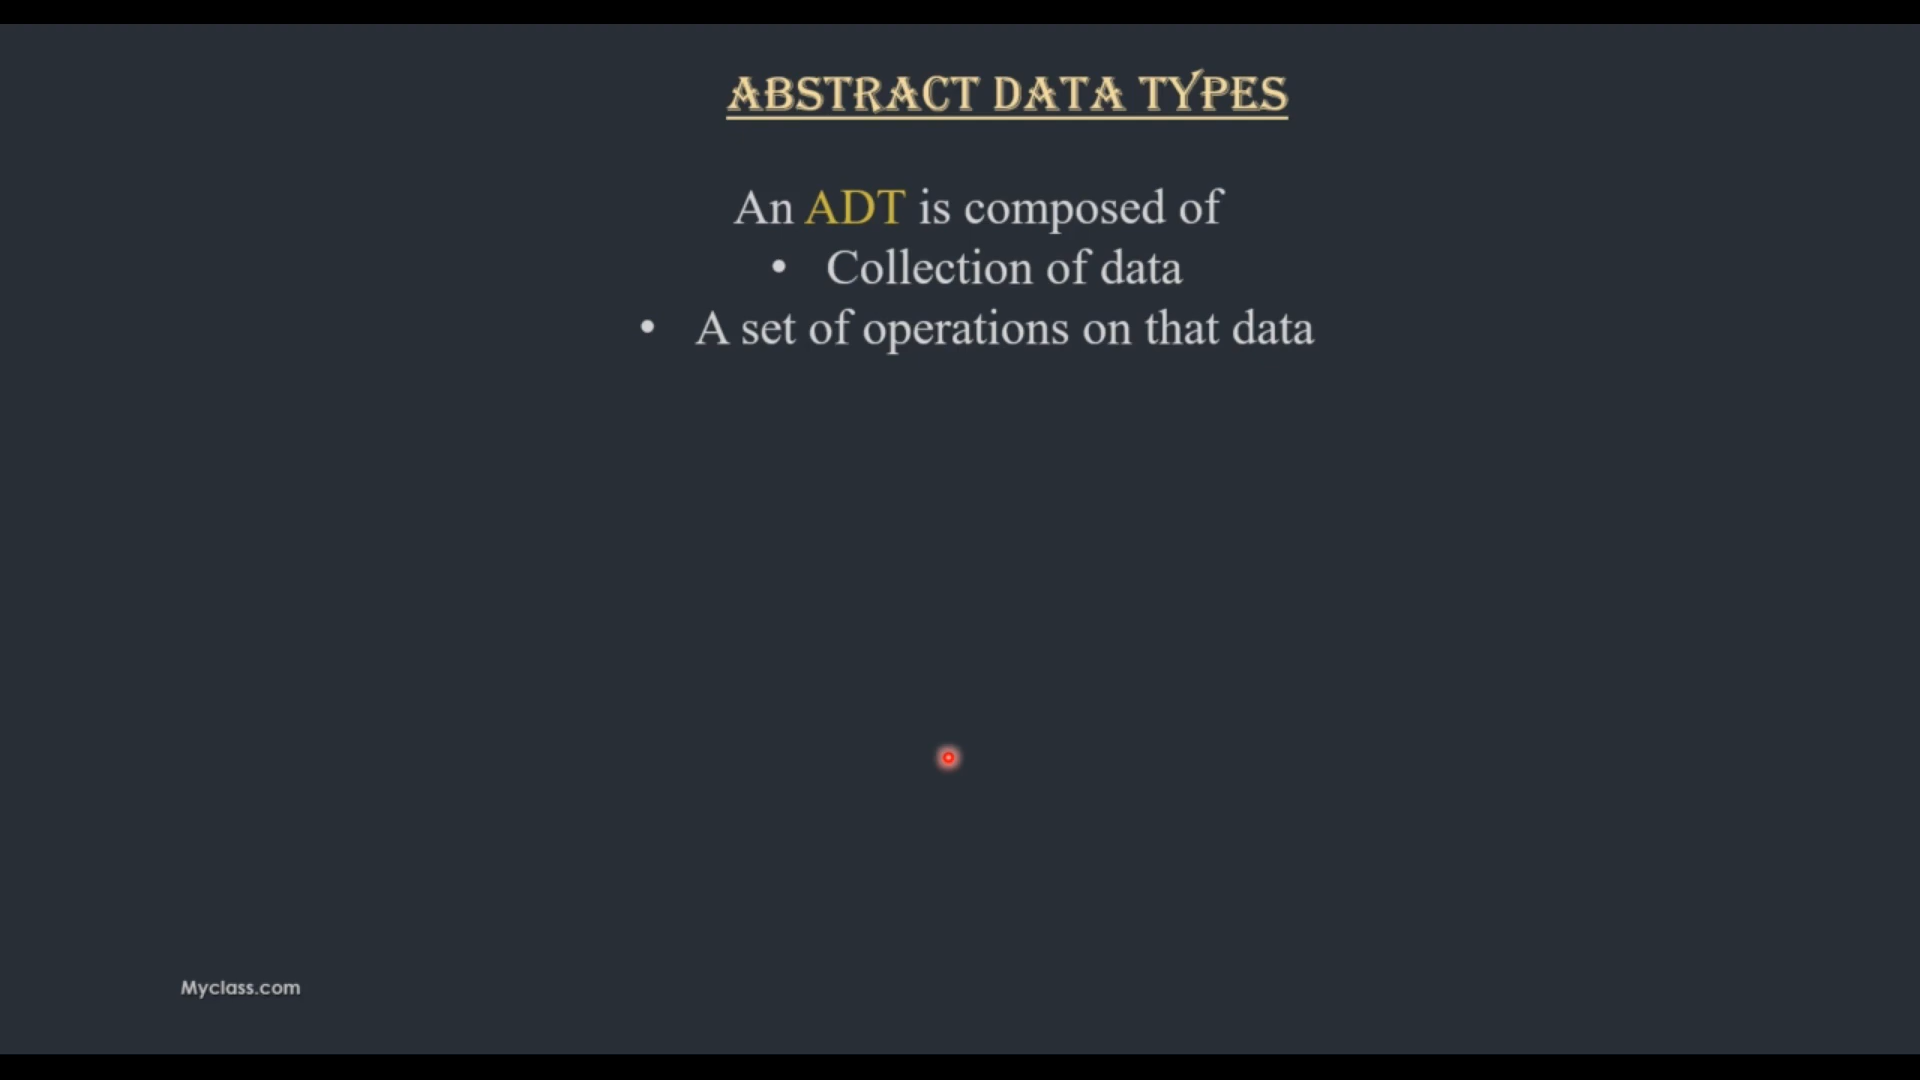 ABSTRACT DATA TYPES
An ADT is composed of
• Collection of data
• A set of operations on that data
Myclass.com